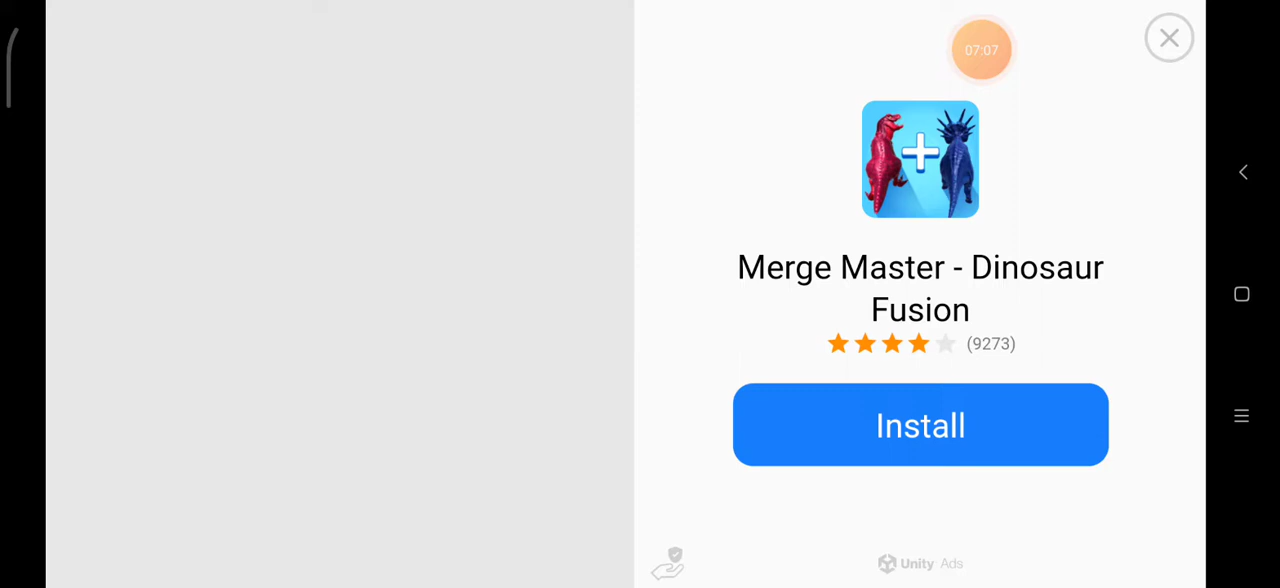 07:07
Merge Master - Dinosaur
Fusion
(9273)
Install
Unity Ads